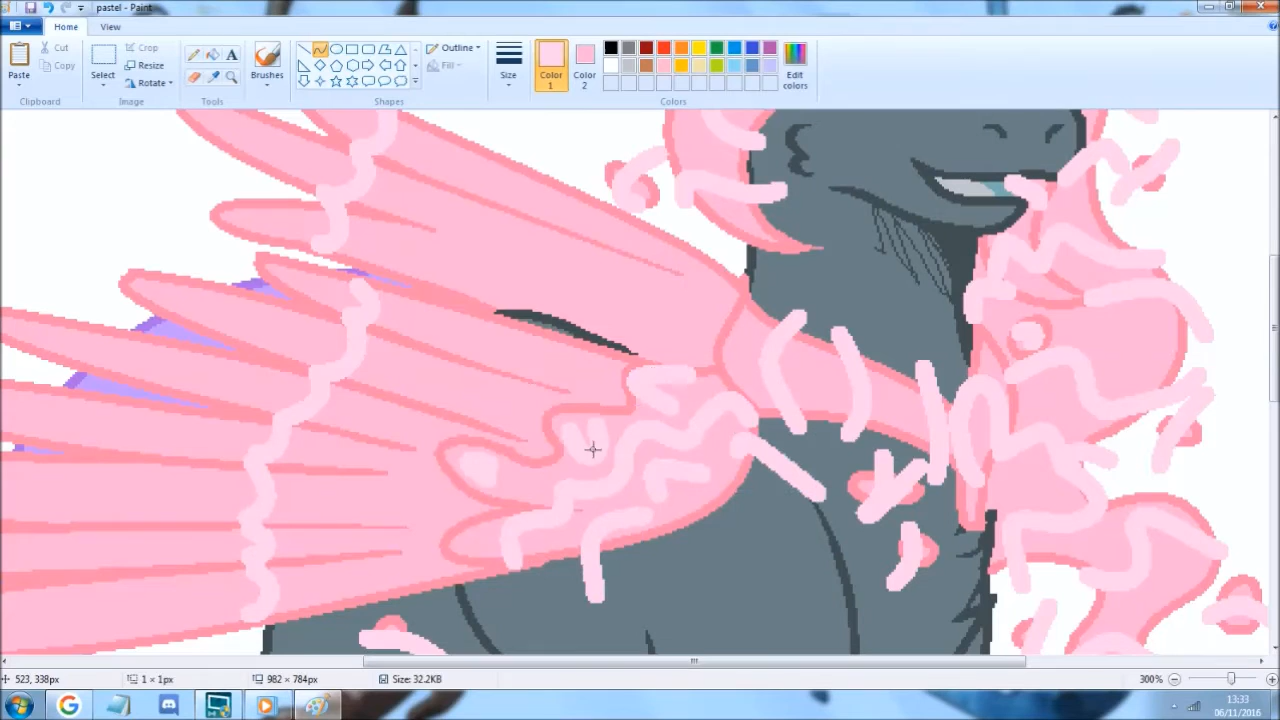 pastel - Paint
Home View
Paste
Cut
Copy
Clipboard
Select
Crop
Resize
Rotate
Image
A
Tools
Brushes
Outline
Fill
Shapes
Size
Color 1
Color 2
Edit colors
Colors
523, 338px
1 × 1px
982 × 784px
Size: 32.2KB
300%
G
13:33
06/11/2016